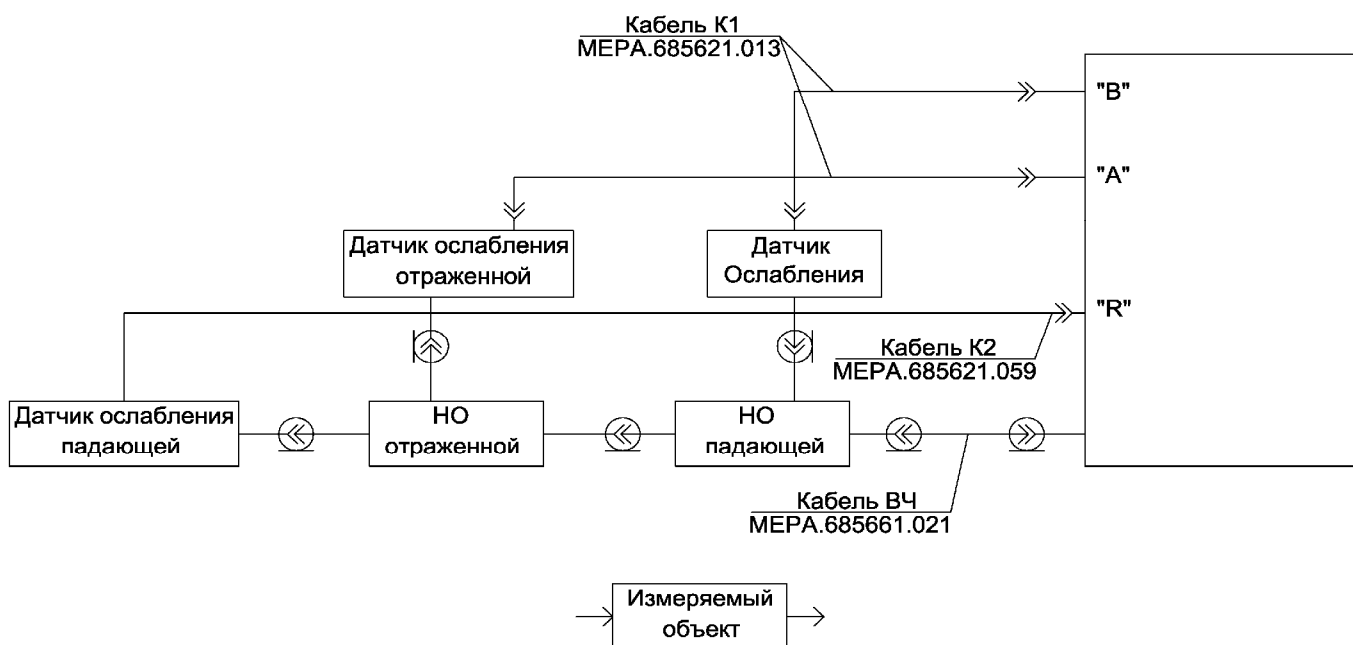 Кабель К1
МЕРА.685621.013
"В"
"А"
Датчик ослабления
отраженной
Датчик
Ослабления
"R"
Кабель К2
МЕРА.685621.059
Датчик ослабления
падающей
НО
отраженной
НО
падающей
Кабель ВЧ
МЕРА.685661.021
Измеряемый
объект